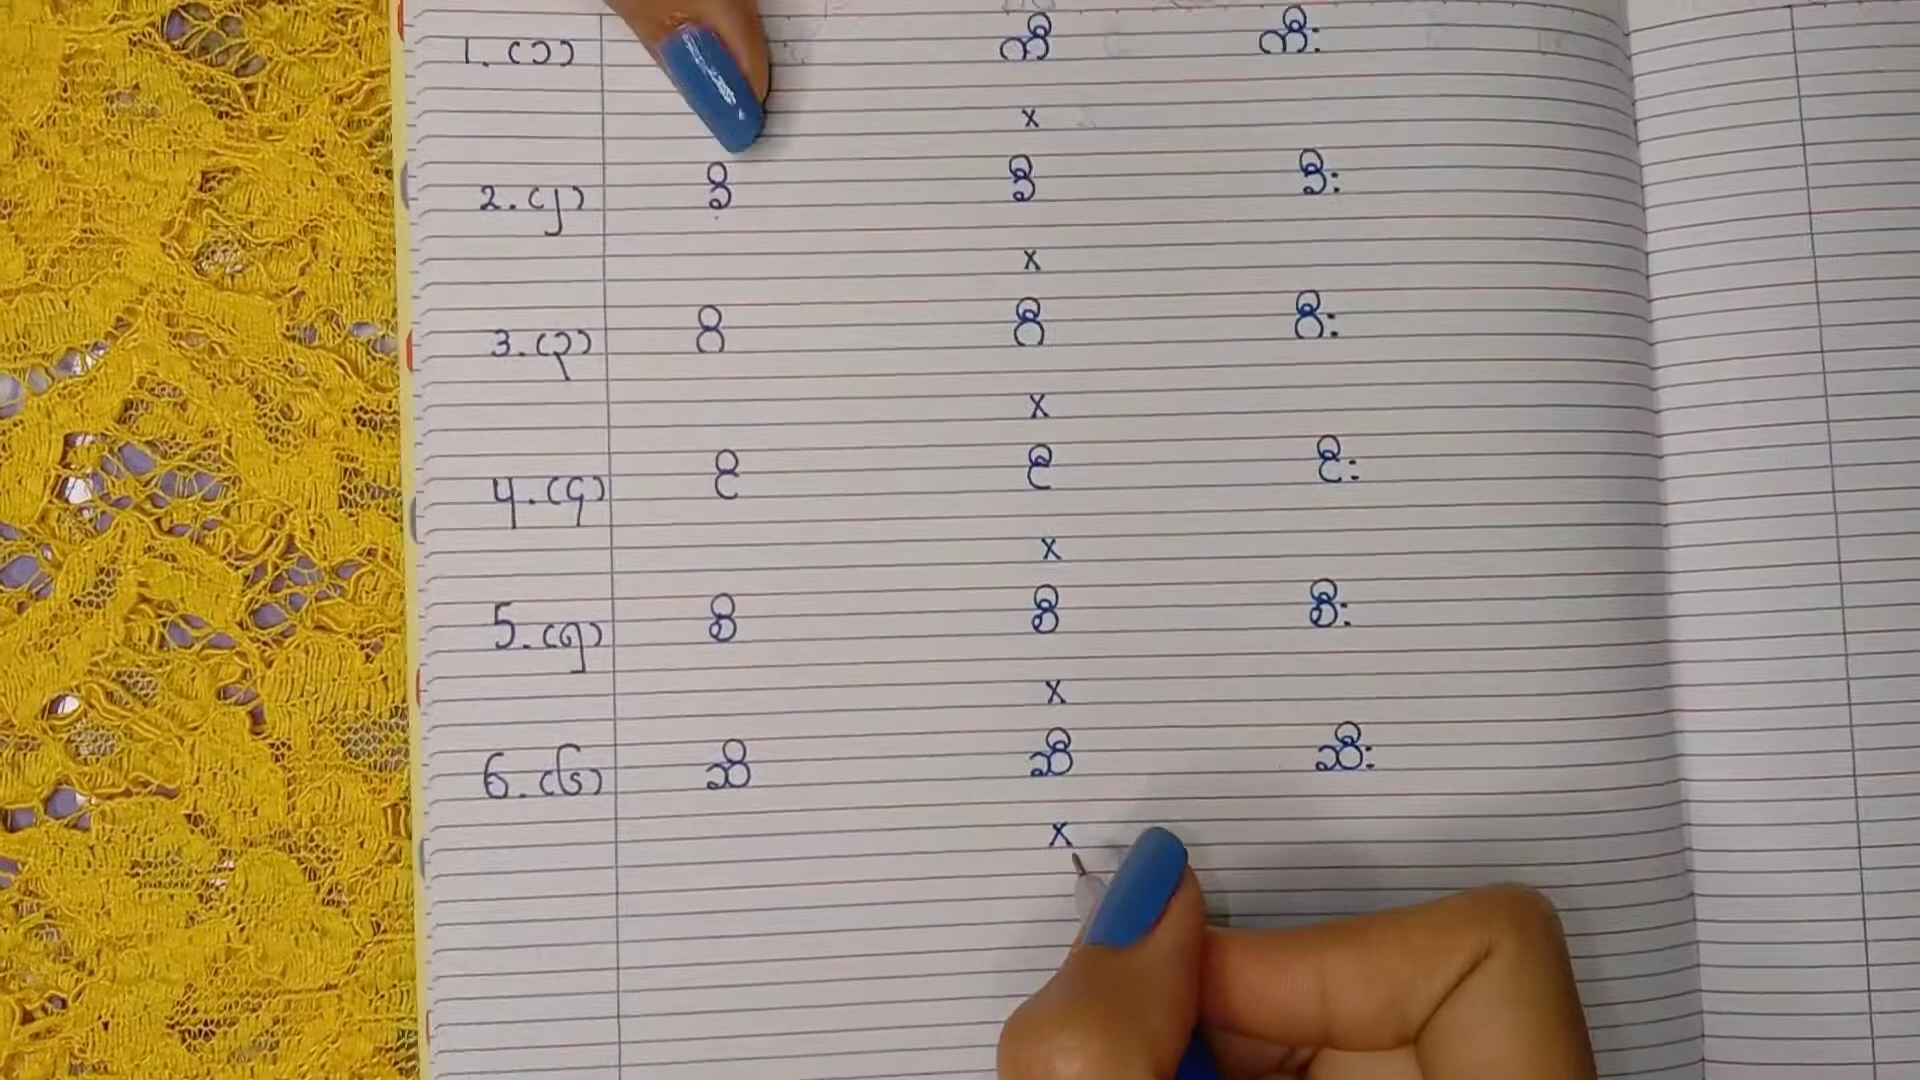 1. (၁) ကီ ကီး
x
2. (၂) ခိ ခီ ခီး
x
3. (၃) ဂိ ဂီ ဂီး
x
4. (၄) ငိ ငီ ငီး
x
5. (၅) စိ စီ စီး
x
6. (၆) ဆိ ဆီ ဆီး
x